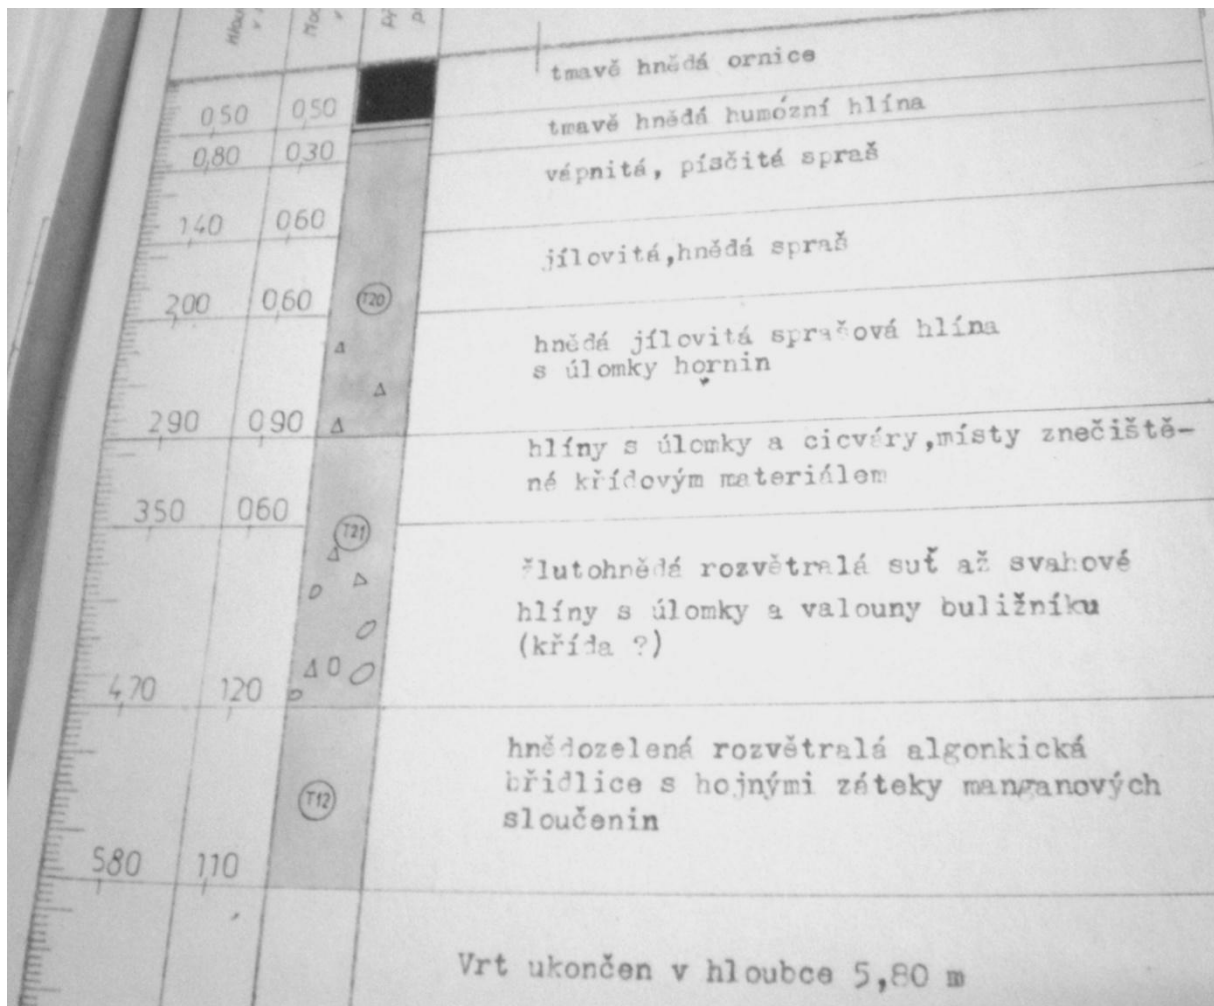 tmavě hnědá ornice
0,50 0,50
tmavě hnědá humózní hlína
0,80 0,30
vápnitá, písčitá spraš
1,40 0,60
jílovitá,hnědá spraš
2,00 0,60 T20
hnědá jílovitá sprašová hlína
s úlomky hornin
2,90 0,90
hlíny s úlomky a cicváry,místy znečiště-
né křídovým materiálem
3,50 0,60
T21
žlutohnědá rozvětralá suť až svahové
hlíny s úlomky a valouny buližníku
(křída ?)
4,70 1,20
hnědozelená rozvětralá algonkická
břidlice s hojnými záteky manganových
sloučenin
T12
5,80 1,10
Vrt ukončen v hloubce 5,80 m